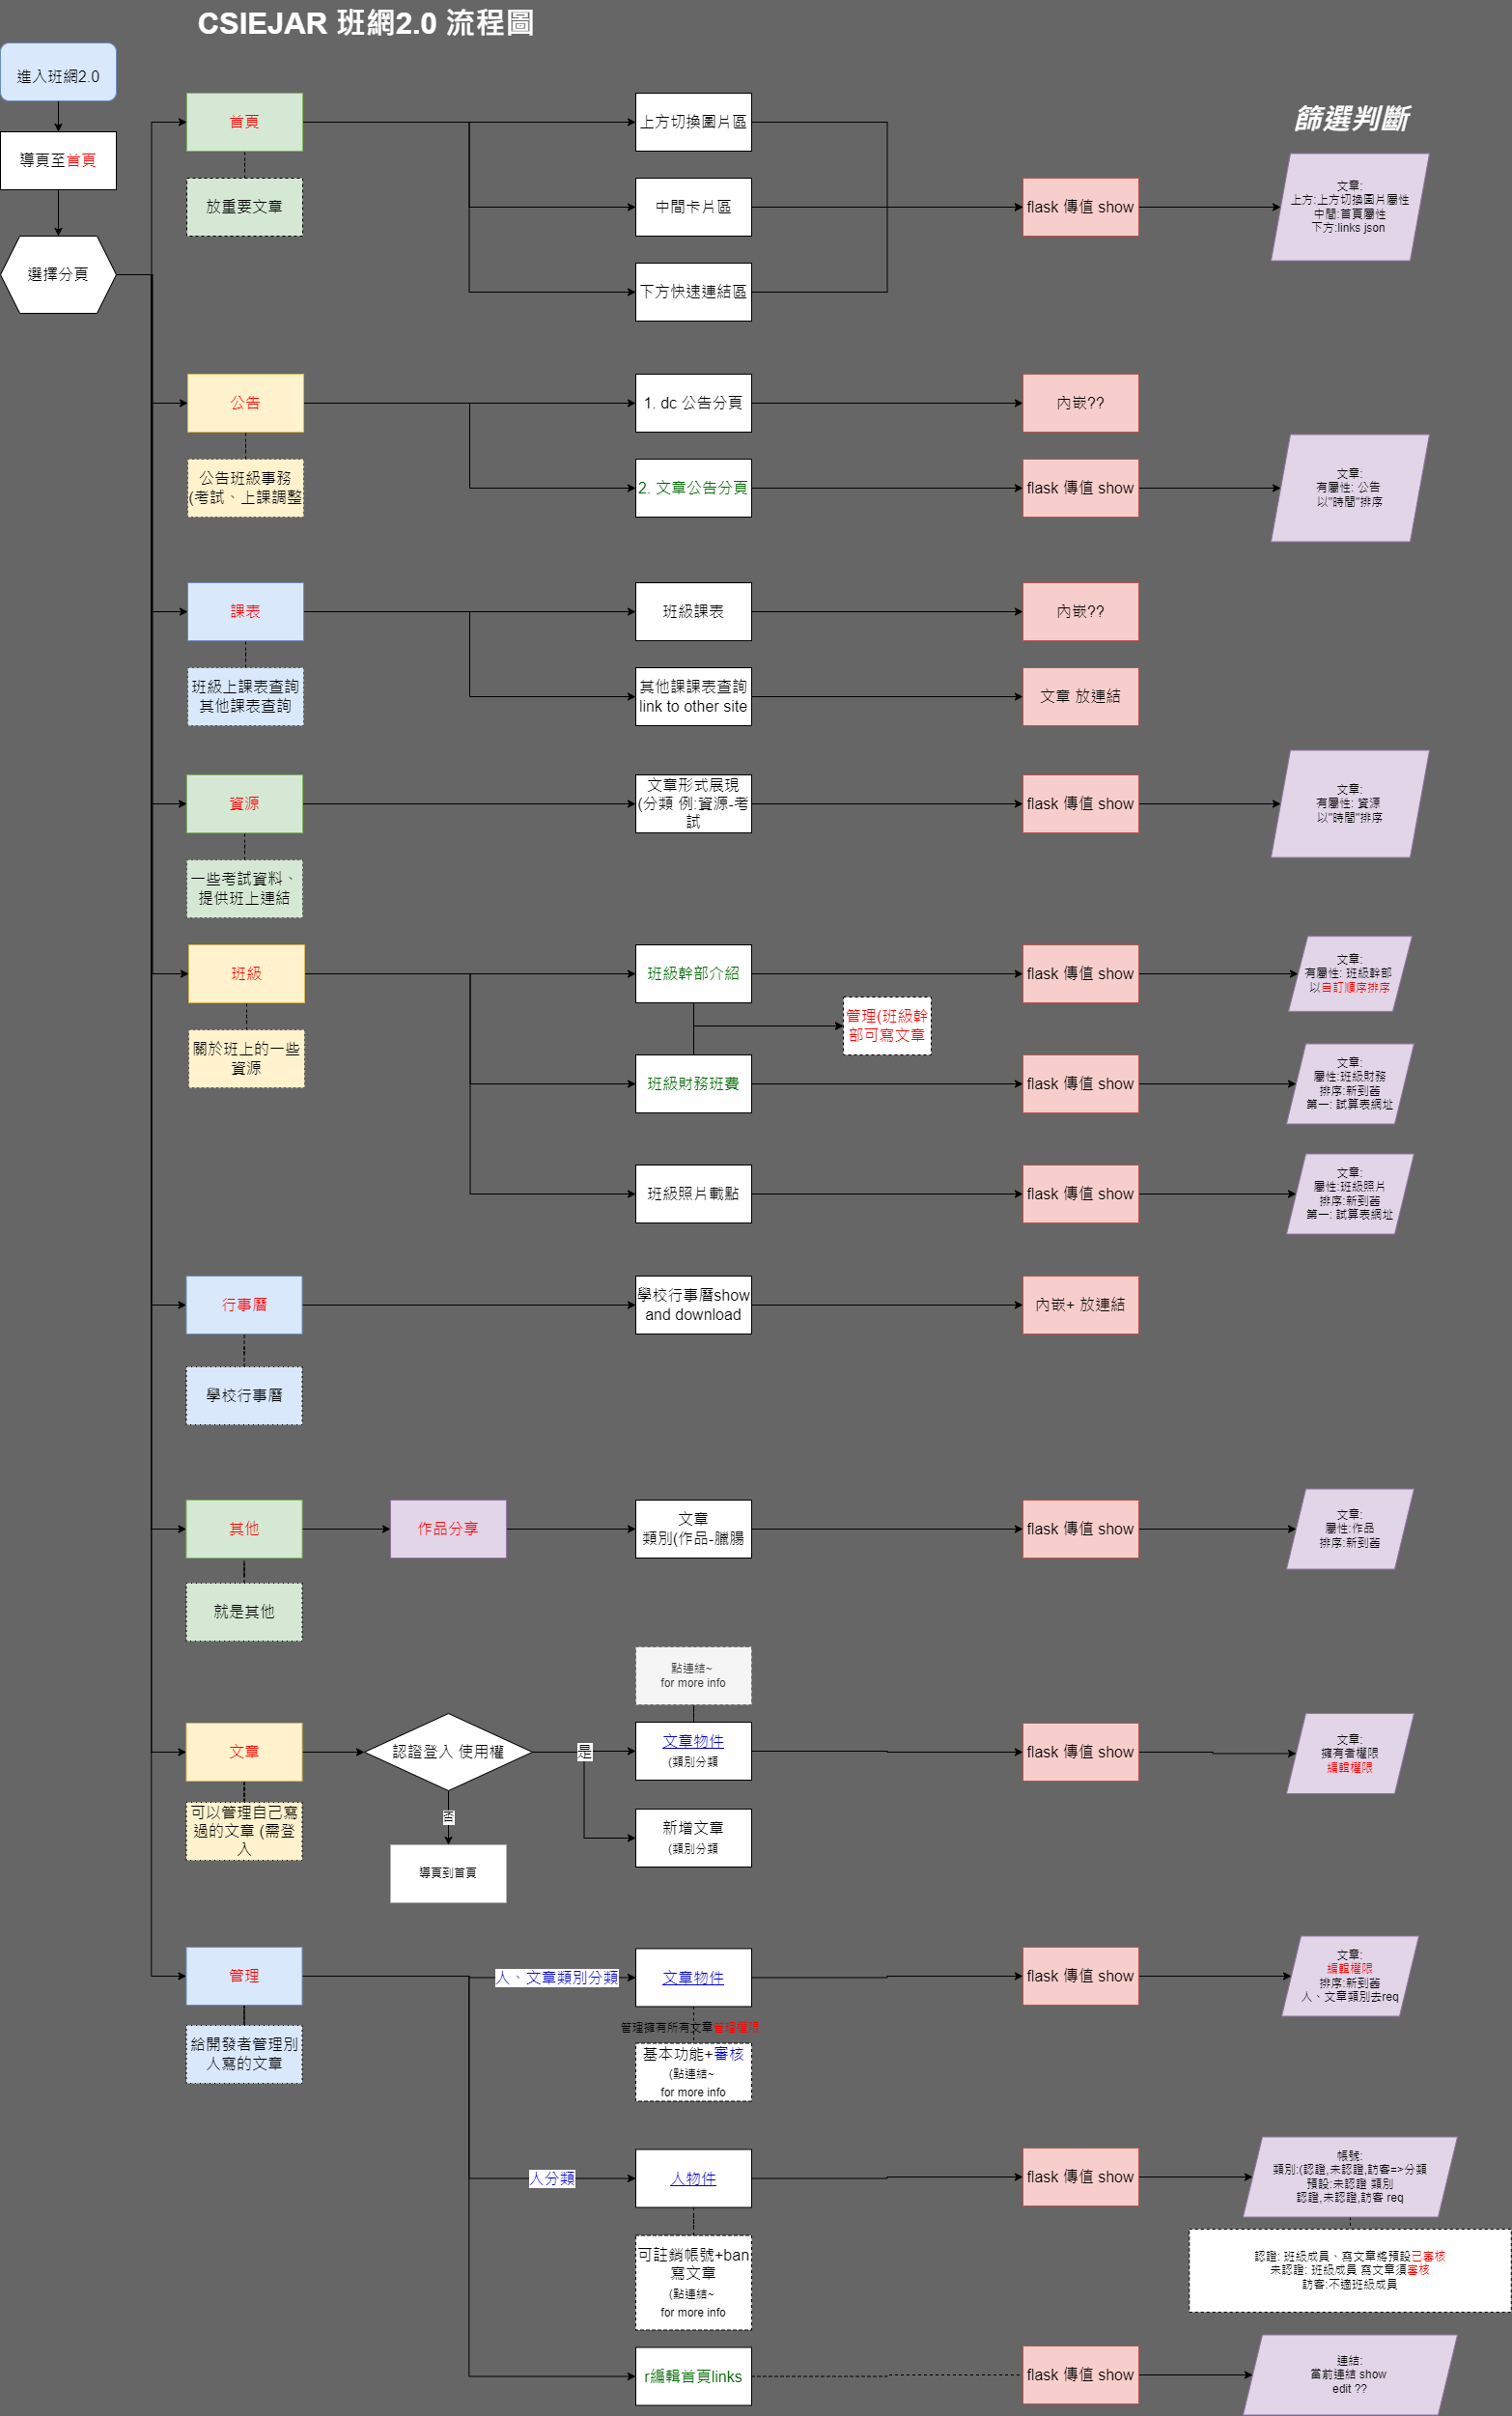 CSIEJAR 班網2.0 流程圖
進入班網2.0
導頁至首頁
選擇分頁
篩選判斷
首頁
放重要文章
上方切換圖片區
中間卡片區
下方快速連結區
flask 傳值 show
文章:
上方:上方切換圖片屬性
中間:首頁屬性
下方:links json
公告
公告班級事務
(考試、上課調整
1. dc 公告分頁
內嵌??
2. 文章公告分頁
flask 傳值 show
文章:
有屬性: 公告
以"時間"排序
課表
班級上課表查詢
其他課表查詢
班級課表
內嵌??
其他課課表查詢
link to other site
文章 放連結
資源
一些考試資料、
提供班上連結
文章形式展現
(分類 例:資源-考
試
flask 傳值 show
文章:
有屬性: 資源
以"時間"排序
班級
關於班上的一些
資源
班級幹部介紹
flask 傳值 show
文章:
有屬性: 班級幹部
以自訂順序排序
管理(班級幹
部可寫文章
班級財務班費
flask 傳值 show
文章:
屬性:班級財務
排序:新到舊
第一: 試算表網址
班級照片載點
flask 傳值 show
文章:
屬性:班級照片
排序:新到舊
第一: 試算表網址
行事曆
學校行事曆
學校行事曆show
and download
內嵌+ 放連結
其他
就是其他
作品分享
文章
類別(作品-臘腸
flask 傳值 show
文章:
屬性:作品
排序:新到舊
文章
可以管理自己寫
過的文章 (需登
入
認證登入 使用權
是
否
導頁到首頁
點連結~
for more info
文章物件
(類別分類
新增文章
(類別分類
flask 傳值 show
文章:
擁有者權限
編輯權限
管理
給開發者管理別
人寫的文章
人、文章類別分類
文章物件
管理擁有所有文章管理權限
基本功能+審核
(點連結~
for more info
flask 傳值 show
文章:
編輯權限
排序:新到舊
人、文章類別去req
人分類
人物件
可註銷帳號+ban
寫文章
(點連結~
for more info
flask 傳值 show
帳號:
類別:(認證,未認證,訪客=>分類
預設:未認證 類別
認證,未認證,訪客 req
認證: 班級成員、寫文章將預設已審核
未認證: 班級成員 寫文章須審核
訪客:不適班級成員
r編輯首頁links
flask 傳值 show
連結:
當前連結 show
edit ??